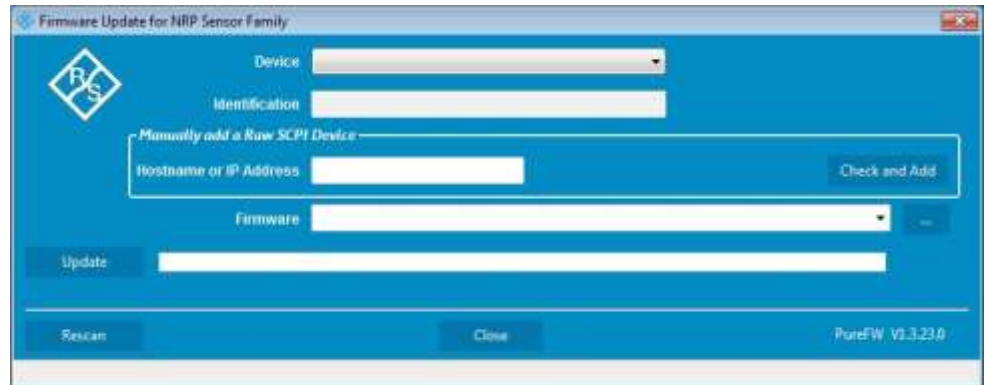 Firmware Update for NRP Sensor Family
R
S
Device
Identification
Manually add a Raw SCPI Device
Hostname or IP Address
Check and Add
Firmware
...
Update
Rescan
Close
PureFW V1.3.23.0